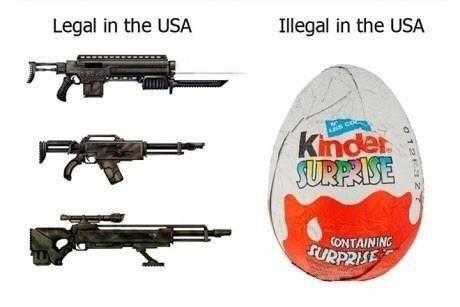 Legal in the USA
Illegal in the USA
Kinder
SURPRISE
CONTAINING
SURPRISE